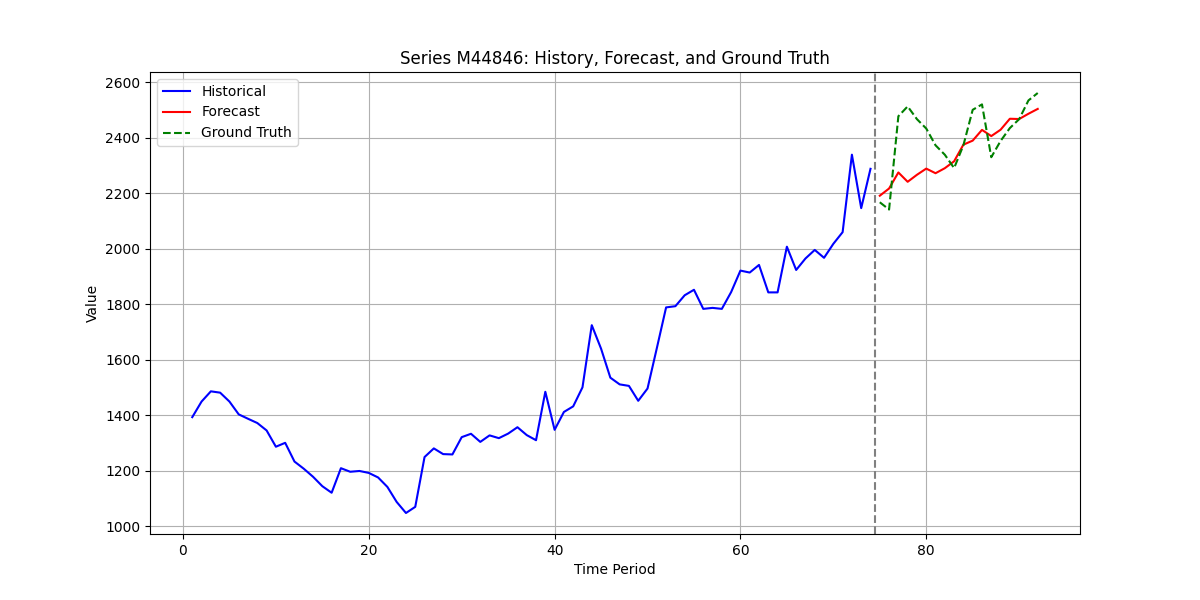 Series M44846: History, Forecast, and Ground Truth
Historical
Forecast
Ground Truth
2600
2400
2200
2000
1800
1600
1400
1200
1000
Value
0 20 40 60 80
Time Period